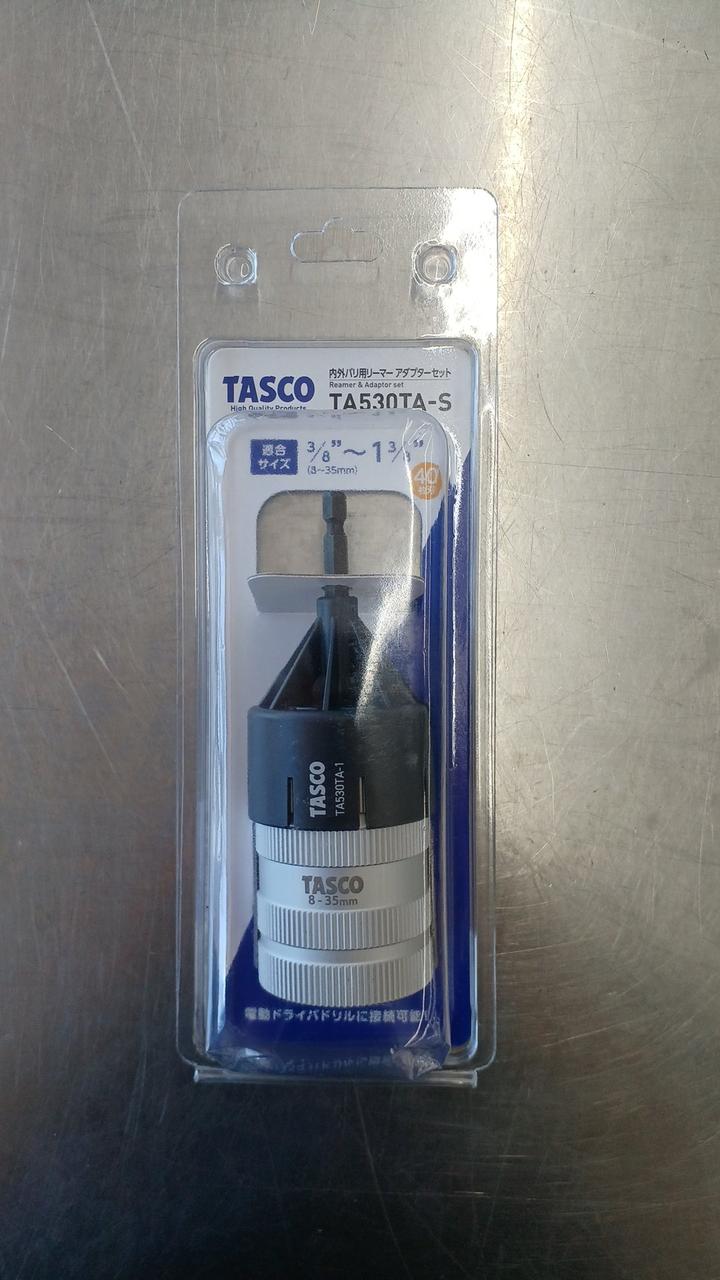 TASCO
High Quality Products
内外バリ用リーマー アダプターセット
Reamer & Adaptor set
TA530TA-S
適合
サイズ
3/8"～1 3/8"
(8~35mm)
TASCO
TA530TA-1
TASCO
8-35mm
電動ドライバドリルに接続可能!